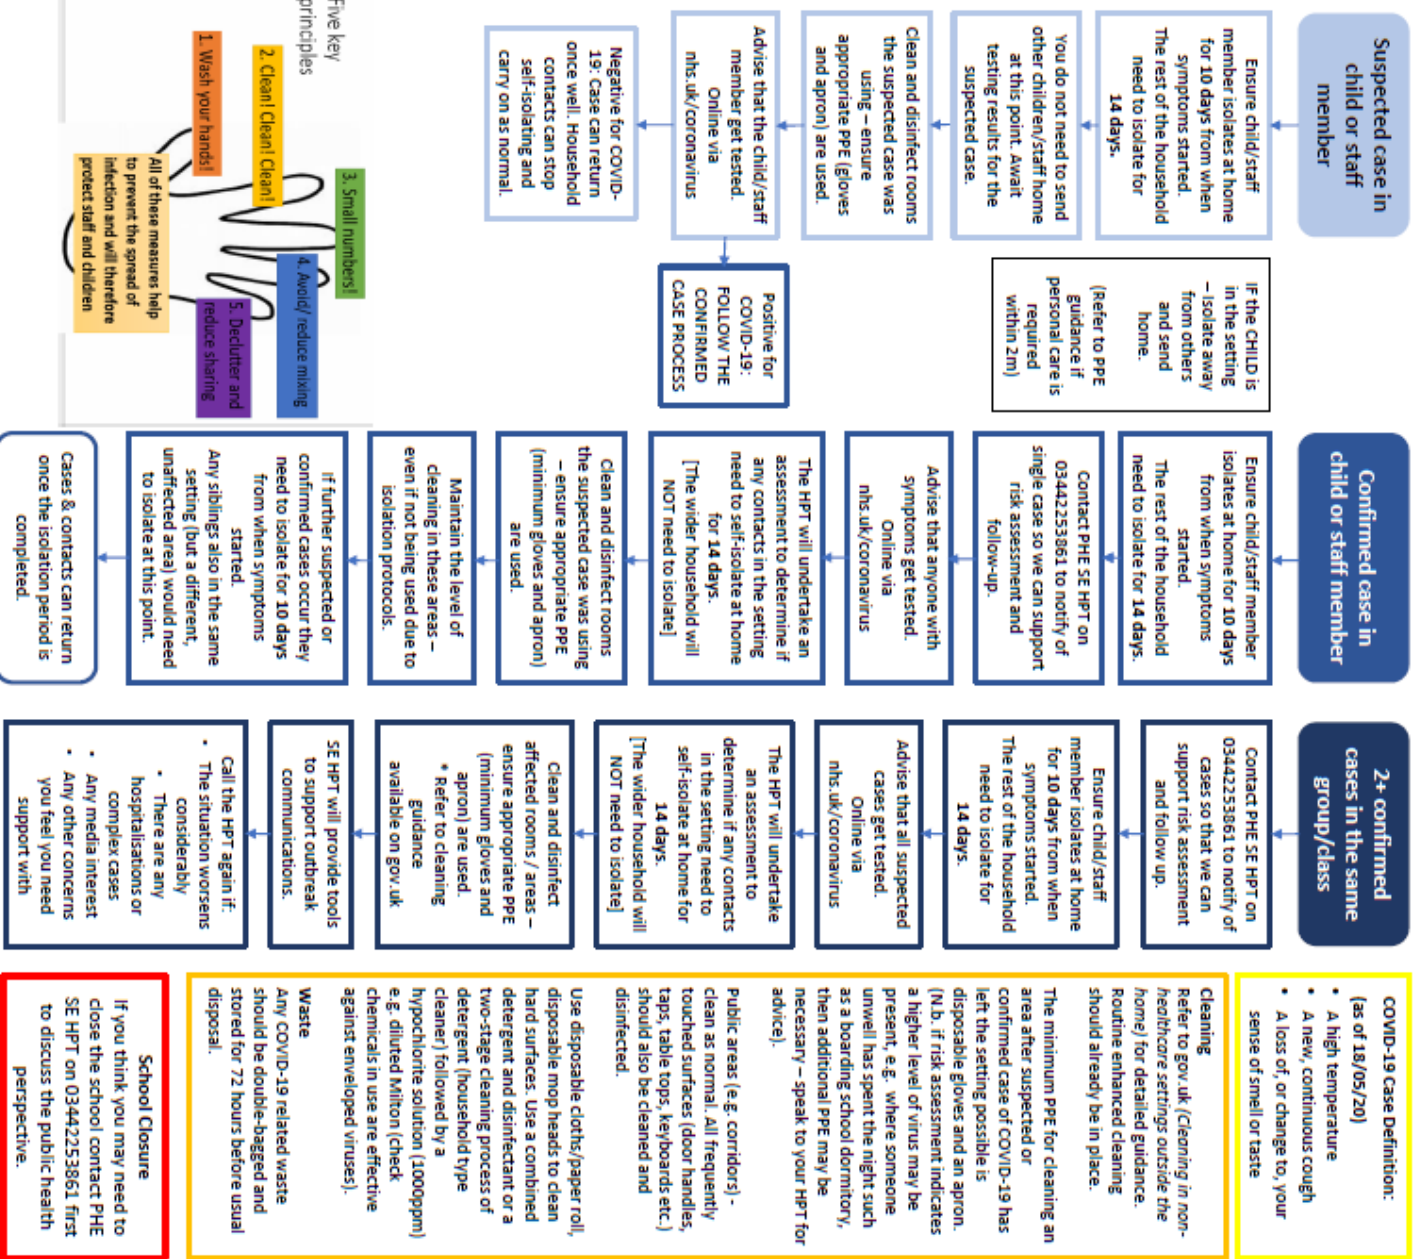 Suspected case in
child or staff
member
Ensure child/staff
member isolates at home
for 10 days from when
symptoms started.
The rest of the household
need to isolate for
14 days.
You do not need to send
other children/staff home
at this point. Await
testing results for the
suspected case.
Clean and disinfect rooms
the suspected case was
using – ensure
appropriate PPE (gloves
and apron) are used.
Advise that the child/staff
member get tested.
Online via
nhs.uk/coronavirus
Negative for COVID-
19: Case can return
once well. Household
contacts can stop
self-isolating and
carry on as normal.
IF the CHILD is
in the setting
– Isolate away
from others
and send
home.
(Refer to PPE
guidance if
personal care is
required
within 2m)
Positive for
COVID-19:
FOLLOW THE
CONFIRMED
CASE PROCESS
Five key
principles
1. Wash your hands!
2. Clean! Clean! Clean!
3. Small numbers!
4. Avoid/ reduce mixing
5. Declutter and
reduce sharing
All of these measures help
to prevent the spread of
infection and will therefore
protect staff and children
Confirmed case in
child or staff member
Ensure child/staff member
isolates at home for 10 days
from when symptoms
started.
The rest of the household
need to isolate for 14 days.
Contact PHE SE HPT on
03442253861 to notify of
single case so we can support
risk assessment and
follow-up.
Advise that anyone with
symptoms get tested.
Online via
nhs.uk/coronavirus
The HPT will undertake an
assessment to determine if
any contacts in the setting
need to self-isolate at home
for 14 days.
[The wider household will
NOT need to isolate]
Clean and disinfect rooms
the suspected case was using
– ensure appropriate PPE
(minimum gloves and apron)
are used.
Maintain the level of
cleaning in these areas –
even if not being used due to
isolation protocols.
If further suspected or
confirmed cases occur they
need to isolate for 10 days
from when symptoms
started.
Any siblings also in the same
setting (but a different,
unaffected area) would need
to isolate at this point.
Cases & contacts can return
once the isolation period is
completed.
2+ confirmed
cases in the same
group/class
Contact PHE SE HPT on
03442253861 to notify of
cases so that we can
support risk assessment
and follow up.
Ensure child/staff
member isolates at home
for 10 days from when
symptoms started.
The rest of the household
need to isolate for
14 days.
Advise that all suspected
cases get tested.
Online via
nhs.uk/coronavirus
The HPT will undertake
an assessment to
determine if any contacts
in the setting need to
self-isolate at home for
14 days.
[The wider household will
NOT need to isolate]
Clean and disinfect
affected rooms / areas –
ensure appropriate PPE
(minimum gloves and
apron) are used.
* Refer to cleaning
guidance
available on gov.uk
SE HPT will provide tools
to support outbreak
communications.
Call the HPT again if:
• The situation worsens
considerably
• There are any
hospitalisations or
complex cases
• Any media interest
• Any other concerns
you feel you need
support with
COVID-19 Case Definition:
(as of 18/05/20)
• A high temperature
• A new, continuous cough
• A loss of, or change to, your
sense of smell or taste
Cleaning
Refer to gov.uk (Cleaning in non-
healthcare settings outside the
home) for detailed guidance.
Routine enhanced cleaning
should already be in place.
The minimum PPE for cleaning an
area after suspected or
confirmed case of COVID-19 has
left the setting possible is
disposable gloves and an apron.
(N.b. if risk assessment indicates
a higher level of virus may be
present, e.g. where someone
unwell has spent the night such
as a boarding school dormitory,
then additional PPE may be
necessary – speak to your HPT for
advice).
Public areas (e.g. corridors) -
clean as normal. All frequently
touched surfaces (door handles,
taps, table tops, keyboards etc.)
should also be cleaned and
disinfected.
Use disposable cloths/paper roll,
disposable mop heads to clean
hard surfaces. Use a combined
detergent and disinfectant or a
two-stage cleaning process of
detergent (household type
cleaner) followed by a
hypochlorite solution (1000ppm)
e.g. diluted Milton (check
chemicals in use are effective
against enveloped viruses).
Waste
Any COVID-19 related waste
should be double-bagged and
stored for 72 hours before usual
disposal.
School Closure
If you think you may need to
close the school contact PHE
SE HPT on 03442253861 first
to discuss the public health
perspective.